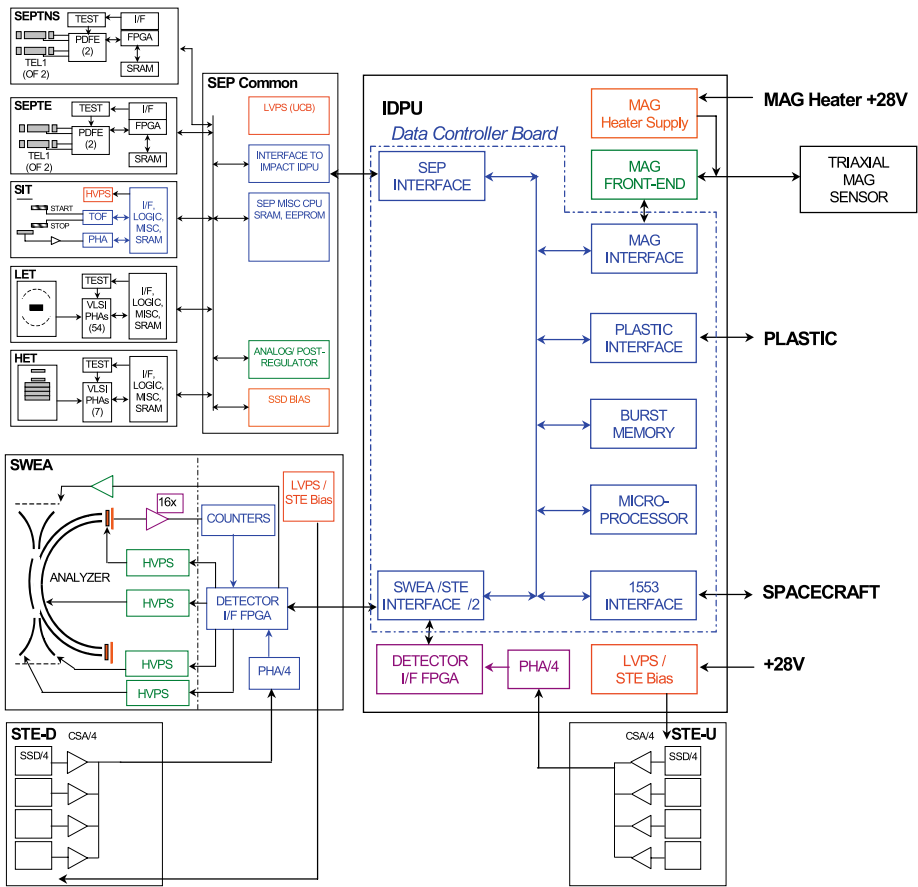 SEPTNS
TEST
I/F
PDFE
(2)
FPGA
TEL1
(OF 2)
SRAM
SEPTE
TEST
I/F
PDFE
(2)
FPGA
TEL1
(OF 2)
SRAM
SIT
HVPS
START
TOF
STOP
PHA
I/F,
LOGIC,
MISC,
SRAM
LET
TEST
VLSI
PHAs
(54)
I/F,
LOGIC,
MISC,
SRAM
HET
TEST
VLSI
PHAs
(7)
I/F,
LOGIC,
MISC,
SRAM
SEP Common
LVPS (UCB)
INTERFACE TO
IMPACT IDPU
SEP MISC CPU
SRAM, EEPROM
ANALOG/ POST-
REGULATOR
SSD BIAS
IDPU
Data Controller Board
MAG
Heater Supply
MAG Heater +28V
SEP
INTERFACE
MAG
FRONT-END
TRIAXIAL
MAG
SENSOR
MAG
INTERFACE
PLASTIC
INTERFACE
PLASTIC
BURST
MEMORY
MICRO-
PROCESSOR
SWEA /STE
INTERFACE /2
1553
INTERFACE
SPACECRAFT
DETECTOR
I/F FPGA
PHA/4
LVPS /
STE Bias
+28V
SWEA
LVPS /
STE Bias
16x
COUNTERS
ANALYZER
HVPS
HVPS
DETECTOR
I/F FPGA
HVPS
HVPS
PHA/4
STE-D
CSA/4
SSD/4
CSA/4
STE-U
SSD/4